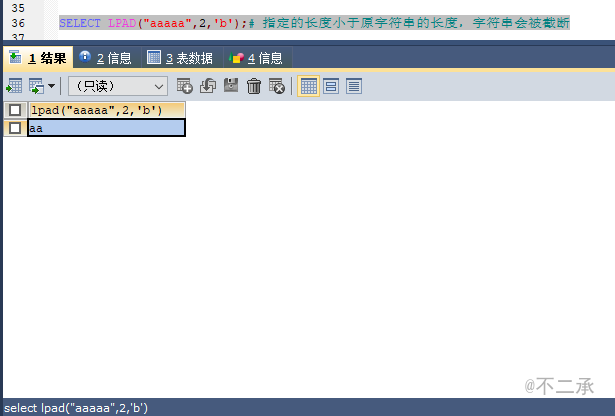 35
36 SELECT LPAD("aaaaa",2,'b');# 指定的长度小于原字符串的长度，字符串会被截断
37
1 结果 2 信息 3 表数据 4 信息
（只读）
lpad("aaaaa",2,'b')
aa
@不二承
select lpad("aaaaa",2,'b')